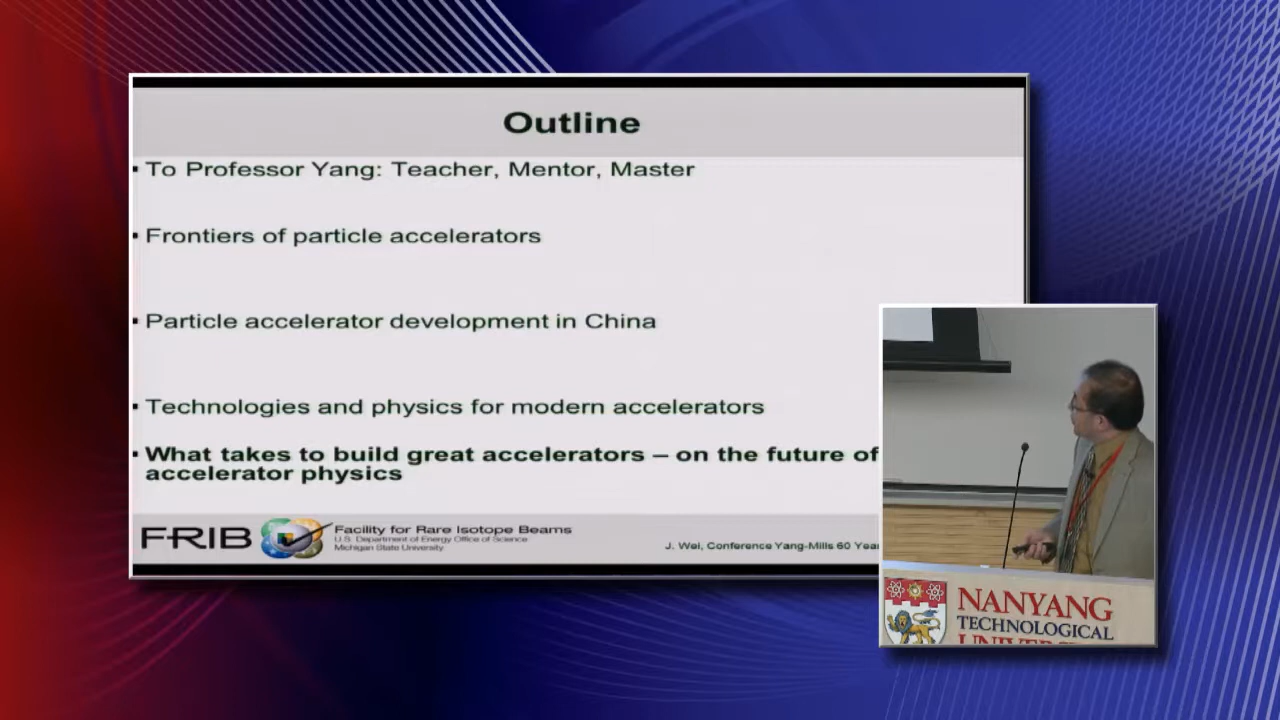 Outline
To Professor Yang: Teacher, Mentor, Master
Frontiers of particle accelerators
Particle accelerator development in China
Technologies and physics for modern accelerators
What takes to build great accelerators – on the future of
accelerator physics
FRIB
Facility for Rare Isotope Beams
U.S. Department of Energy Office of Science
Michigan State University
J. Wei, Conference Yang-Mills 60 Year
NANYANG
TECHNOLOGICAL
UNIVERSITY